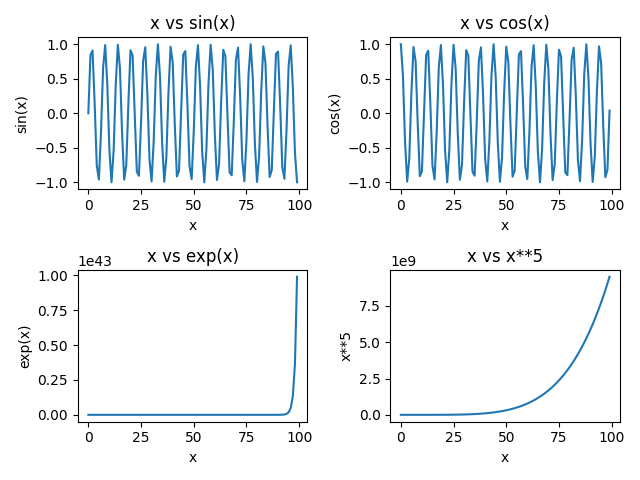 x vs sin(x)
1.0
0.5
0.0
−0.5
−1.0
sin(x)
0 25 50 75 100
x
x vs cos(x)
1.0
0.5
0.0
−0.5
−1.0
cos(x)
0 25 50 75 100
x
x vs exp(x)
1e43
1.00
0.75
0.50
0.25
0.00
exp(x)
0 25 50 75 100
x
x vs x**5
1e9
7.5
5.0
2.5
0.0
x**5
0 25 50 75 100
x